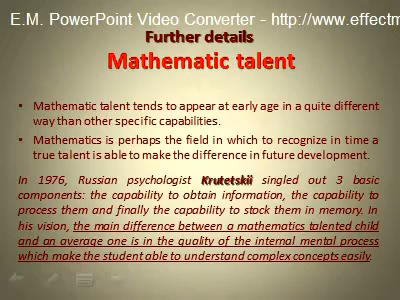 E.M. PowerPoint Video Converter - http://www.effectm
Further details
Mathematic talent
• Mathematic talent tends to appear at early age in a quite different
way than other specific capabilities.
• Mathematics is perhaps the field in which to recognize in time a
true talent is able to make the difference in future development.
In 1976, Russian psychologist Krutetskii singled out 3 basic
components: the capability to obtain information, the capability to
process them and finally the capability to stock them in memory. In
his vision, the main difference between a mathematics talented child
and an average one is in the quality of the internal mental process
which make the student able to understand complex concepts easily.